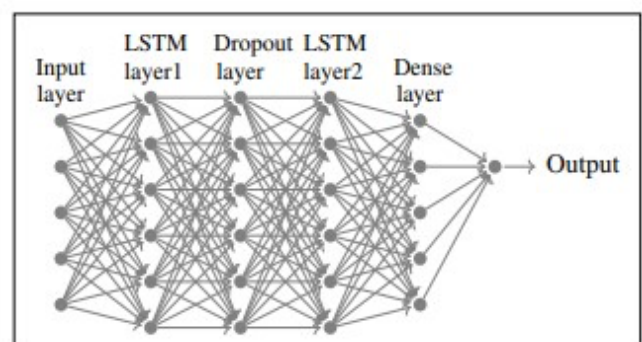 Input
layer
LSTM
layer1
Dropout
layer
LSTM
layer2
Dense
layer
Output